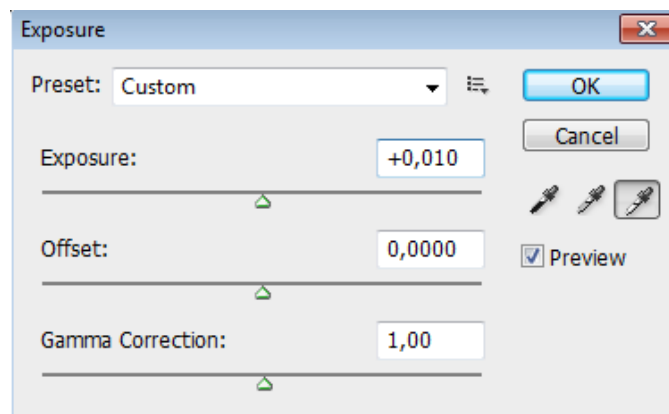 Exposure
Preset: Custom
OK
Cancel
Exposure: +0,010
Offset: 0,0000
Preview
Gamma Correction: 1,00